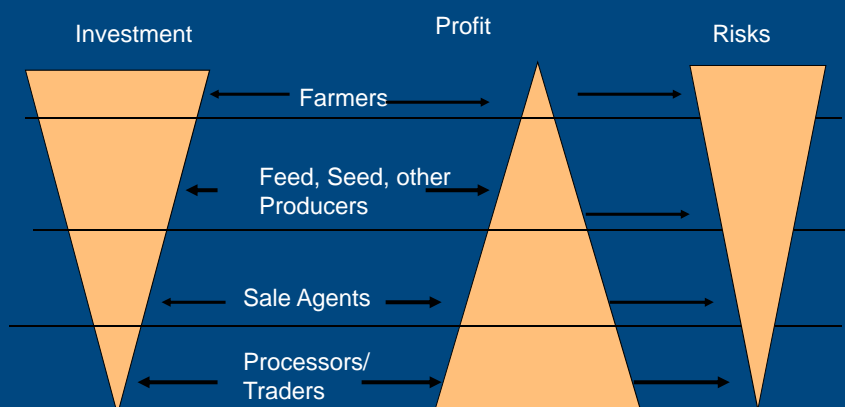 Investment
Profit
Risks
Farmers
Feed, Seed, other
Producers
Sale Agents
Processors/
Traders